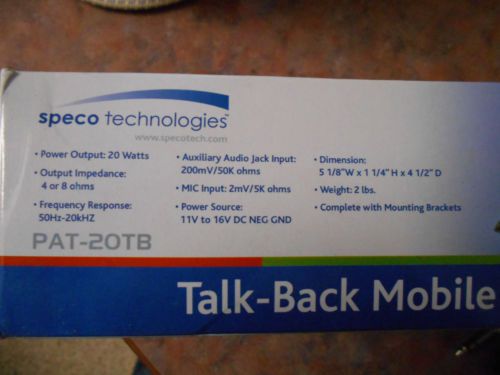 speco technologies™
www.specotech.com
• Power Output: 20 Watts
• Output Impedance:
4 or 8 ohms
• Frequency Response:
50Hz-20kHZ
• Auxiliary Audio Jack Input:
200mV/50K ohms
• MIC Input: 2mV/5K ohms
• Power Source:
11V to 16V DC NEG GND
• Dimension:
5 1/8"W x 1 1/4" H x 4 1/2" D
• Weight: 2 lbs.
• Complete with Mounting Brackets
PAT-20TB
Talk-Back Mobile